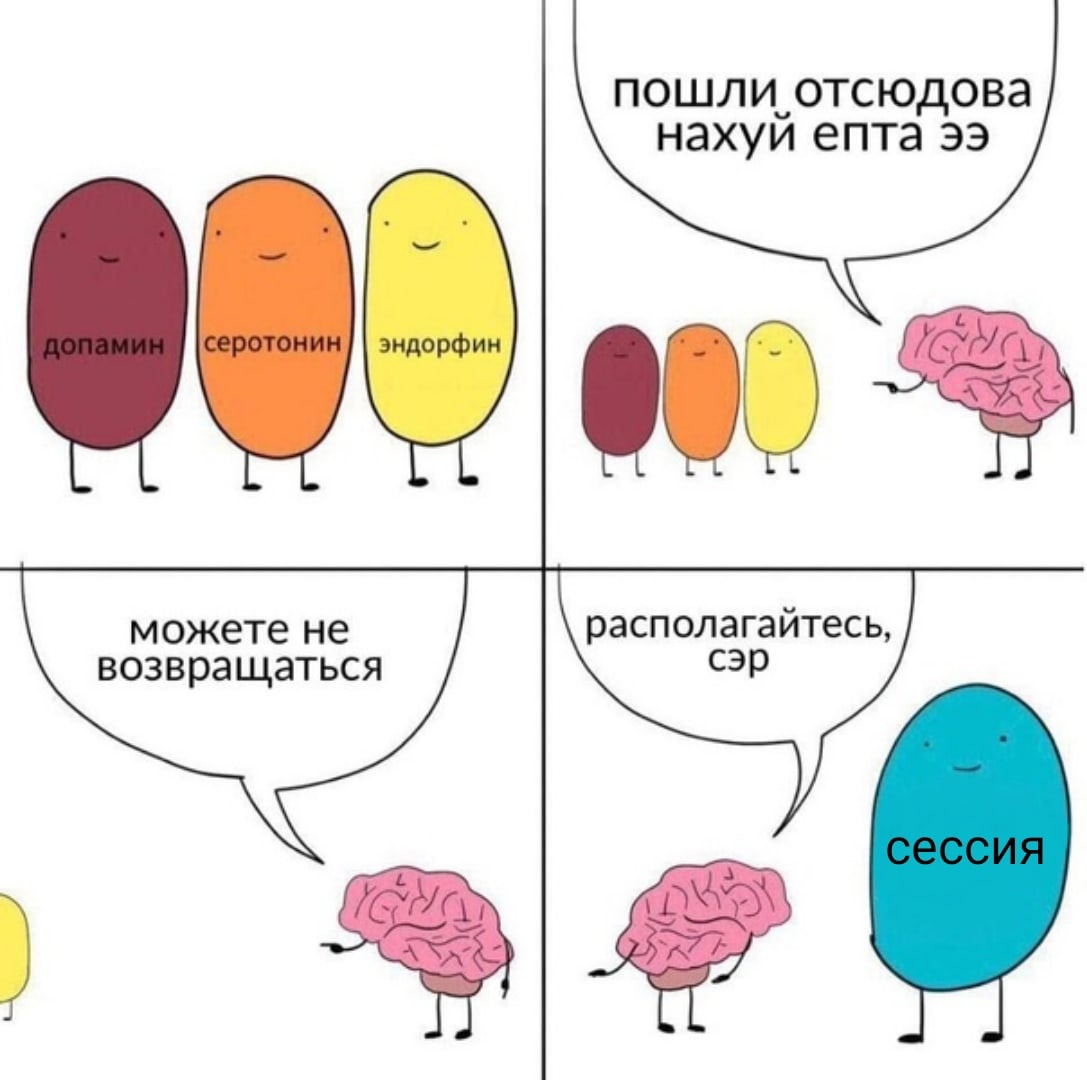 допамин
серотонин
эндорфин
пошли отсюдова
нахуй епта ээ
можете не
возвращаться
располагайтесь,
сэр
сессия